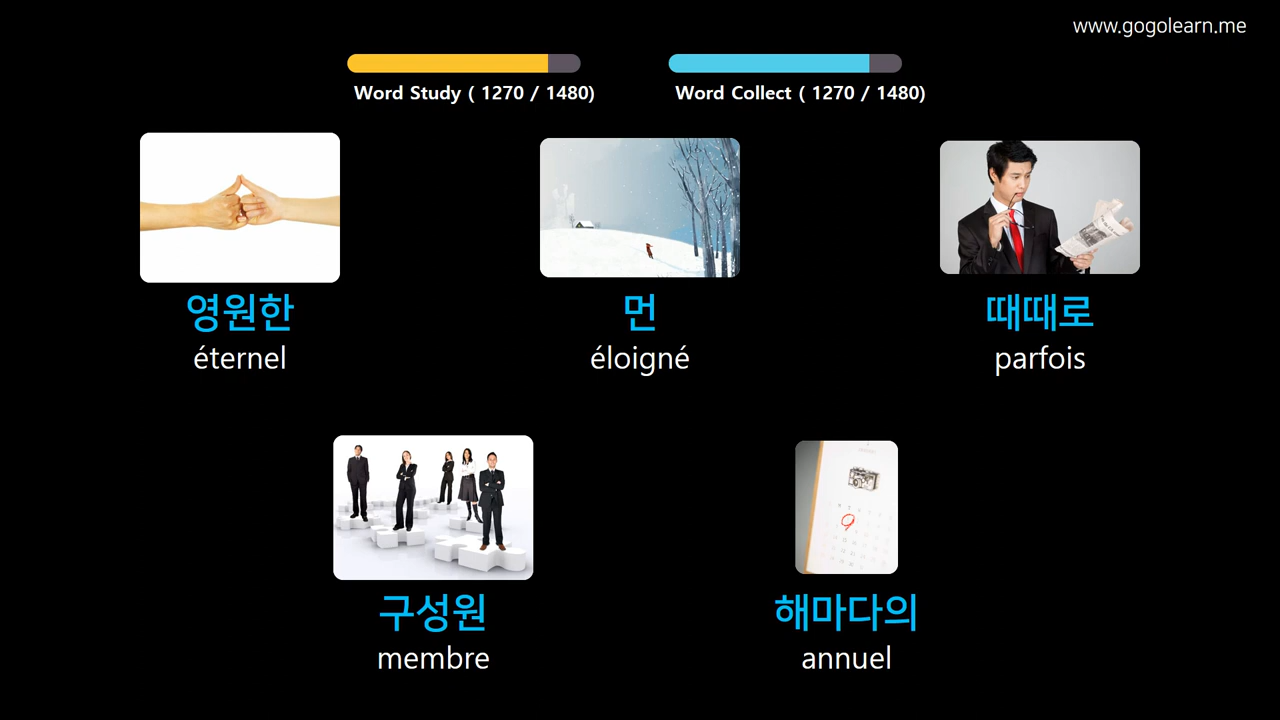 www.gogolearn.me
Word Study ( 1270 / 1480)
Word Collect ( 1270 / 1480)
영원한
éternel
먼
éloigné
때때로
parfois
구성원
membre
해마다의
annuel